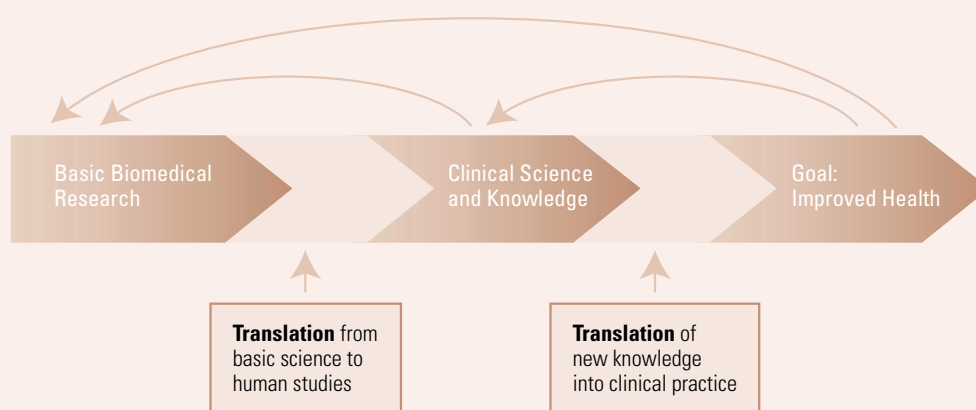 Basic Biomedical
Research
Clinical Science
and Knowledge
Goal:
Improved Health
Translation from
basic science to
human studies
Translation of
new knowledge
into clinical practice